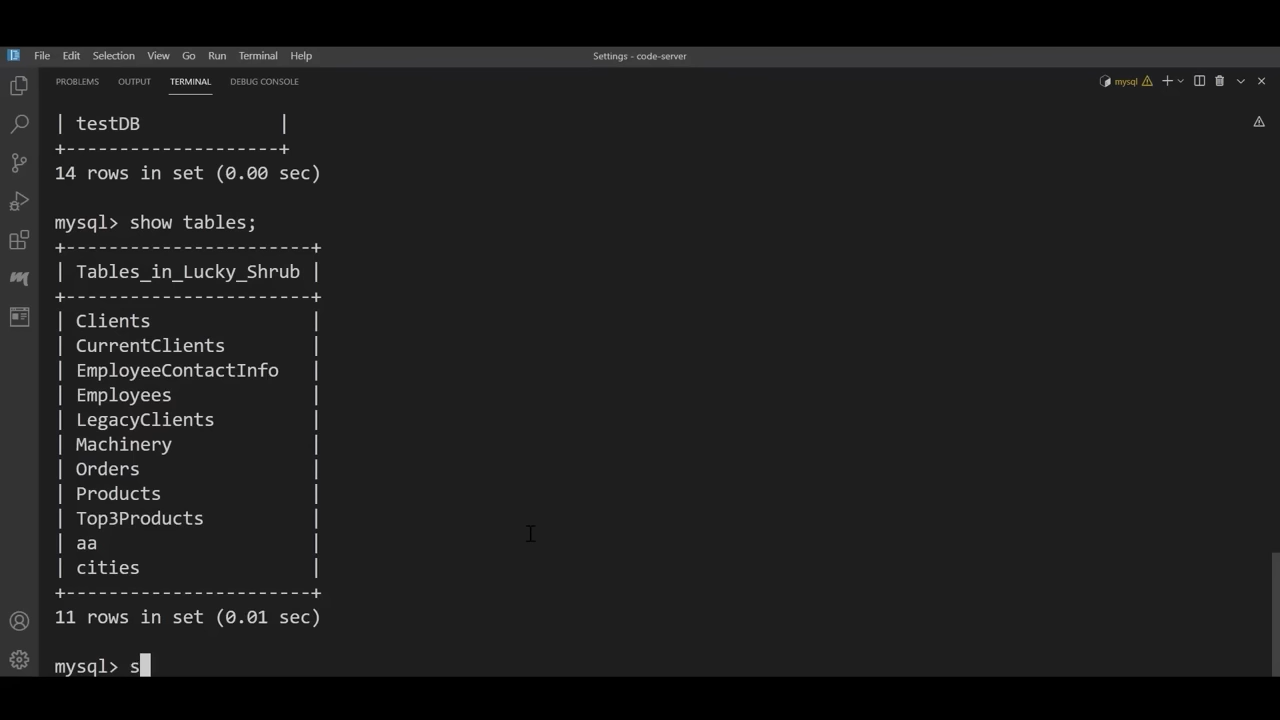 File Edit Selection View Go Run Terminal Help Settings - code-server
PROBLEMS OUTPUT TERMINAL DEBUG CONSOLE mysql
| testDB |
+--------------------+
14 rows in set (0.00 sec)
mysql> show tables;
+-----------------------+
| Tables_in_Lucky_Shrub |
+-----------------------+
| Clients |
| CurrentClients |
| EmployeeContactInfo |
| Employees |
| LegacyClients |
| Machinery |
| Orders |
| Products |
| Top3Products |
| aa |
| cities |
+-----------------------+
11 rows in set (0.01 sec)
mysql> s